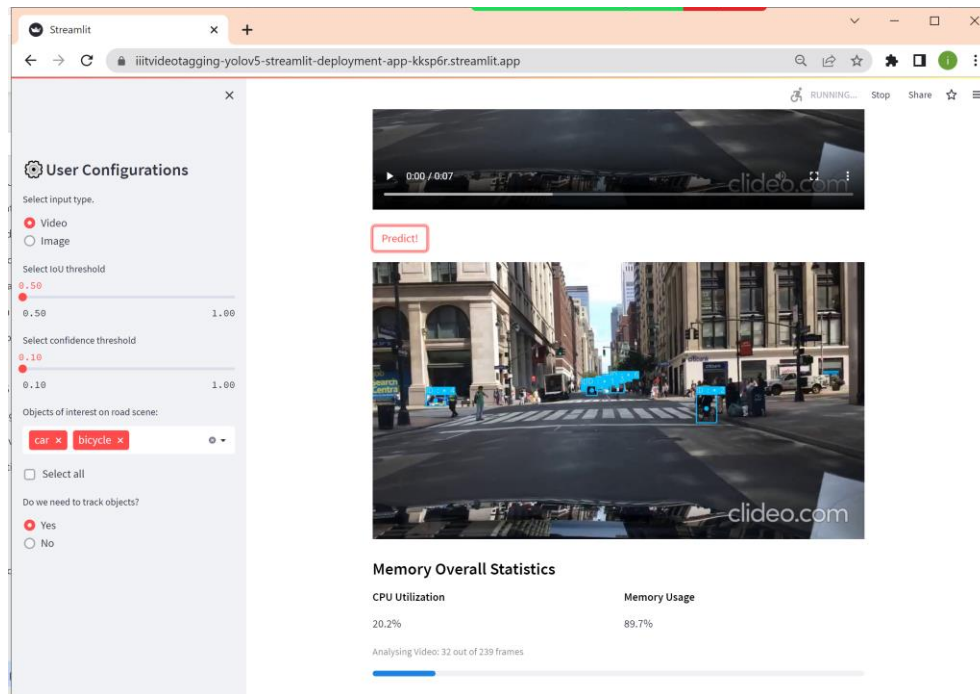 Streamlit
iiitvideotagging-yolov5-streamlit-deployment-app-kksp6r.streamlit.app
i
RUNNING...
Stop
Share
User Configurations
Select input type.
Video
Image
Select IoU threshold
0.50
0.50 1.00
Select confidence threshold
0.10
0.10 1.00
Objects of interest on road scene:
car
bicycle
Select all
Do we need to track objects?
Yes
No
0:00 / 0:07
clideo.com
Predict!
Search
clideo.com
Memory Overall Statistics
CPU Utilization Memory Usage
20.2% 89.7%
Analysing Video: 32 out of 239 frames